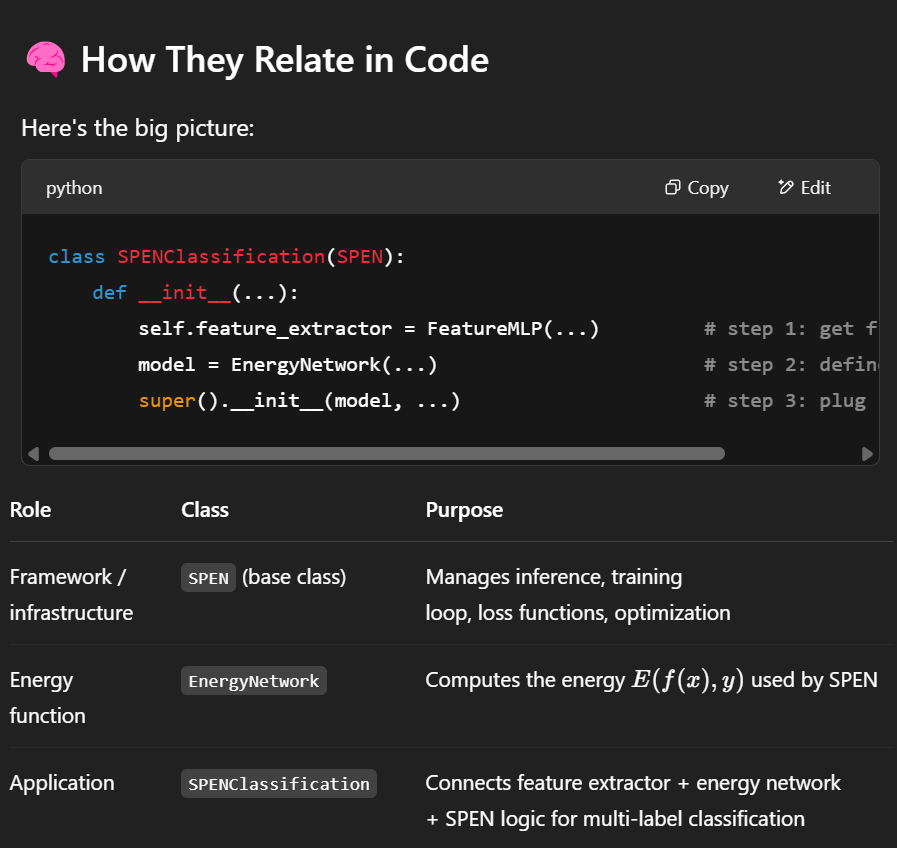 🧠 How They Relate in Code
Here's the big picture:
python Copy Edit
class SPENClassification(SPEN):
    def __init__(...):
        self.feature_extractor = FeatureMLP(...) # step 1: get f
        model = EnergyNetwork(...) # step 2: defin
        super().__init__(model, ...) # step 3: plug
Role Class Purpose
Framework / SPEN (base class) Manages inference, training
infrastructure loop, loss functions, optimization
Energy EnergyNetwork Computes the energy E(f(x), y) used by SPEN
function
Application SPENClassification Connects feature extractor + energy network
+ SPEN logic for multi-label classification